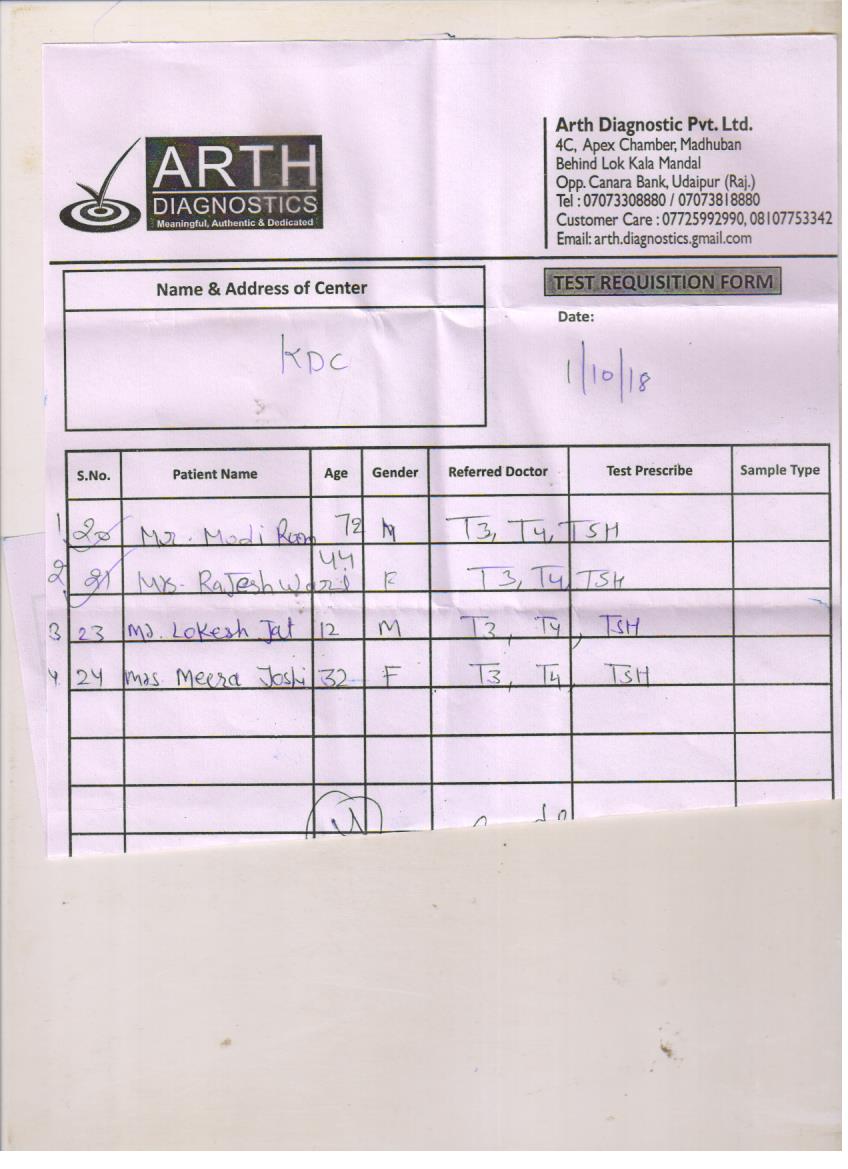 ARTH
DIAGNOSTICS
Meaningful, Authentic & Dedicated
Arth Diagnostic Pvt. Ltd.
4C, Apex Chamber, Madhuban
Behind Lok Kala Mandal
Opp. Canara Bank, Udaipur (Raj.)
Tel : 07073308880 / 07073818880
Customer Care : 07725992990, 08107753342
Email: arth.diagnostics.gmail.com
Name & Address of Center
TEST REQUISITION FORM
Date:
KDC
1/10/18
S.No. Patient Name Age Gender Referred Doctor Test Prescribe Sample Type
1 20 Mr. Modi Ram 72 M T3, T4, TSH
2 21 Mrs. Rajeshwari 44 F T3, T4, TSH
3 23 Mr. Lokesh Jat 12 M T3, T4, TSH
4 24 Mrs Meera Joshi 32 F T3, T4, TSH